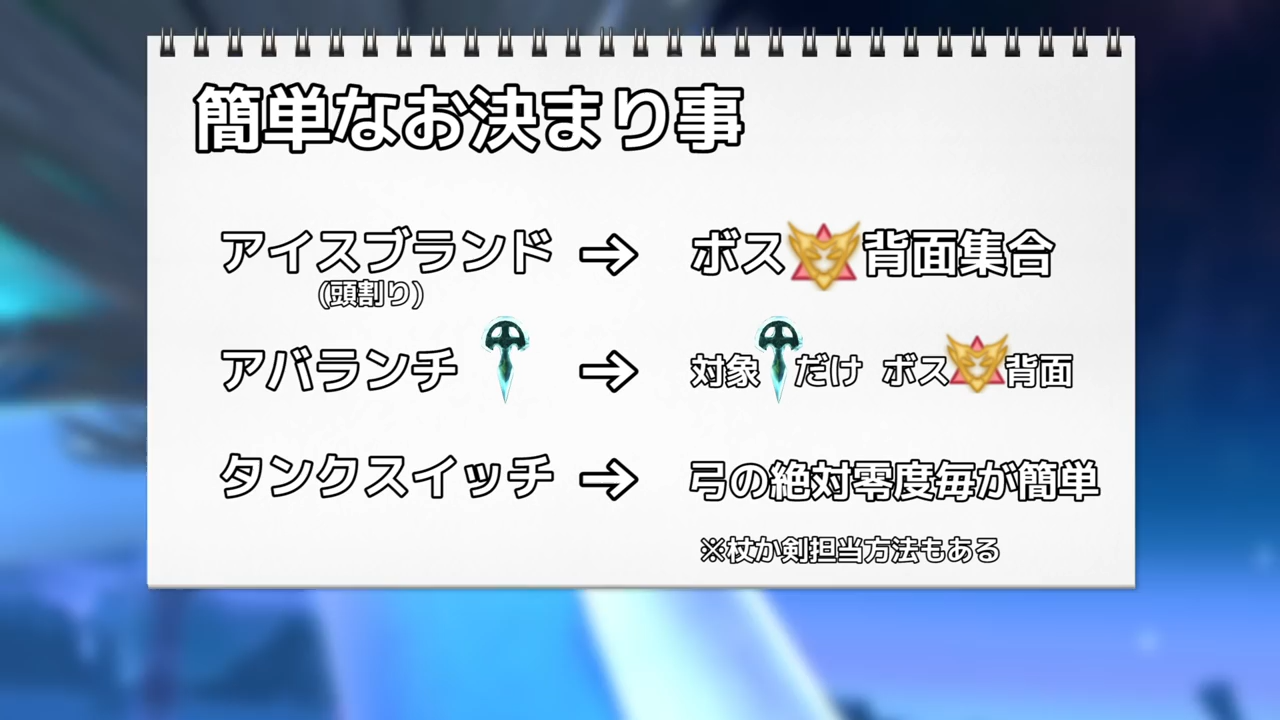 簡単なお決まり事
アイスブランド ⇨ ボス背面集合
(頭割り)
アバランチ ⇨ 対象だけ ボス背面
タンクスイッチ ⇨ 弓の絶対零度毎が簡単
※杖か剣担当方法もある